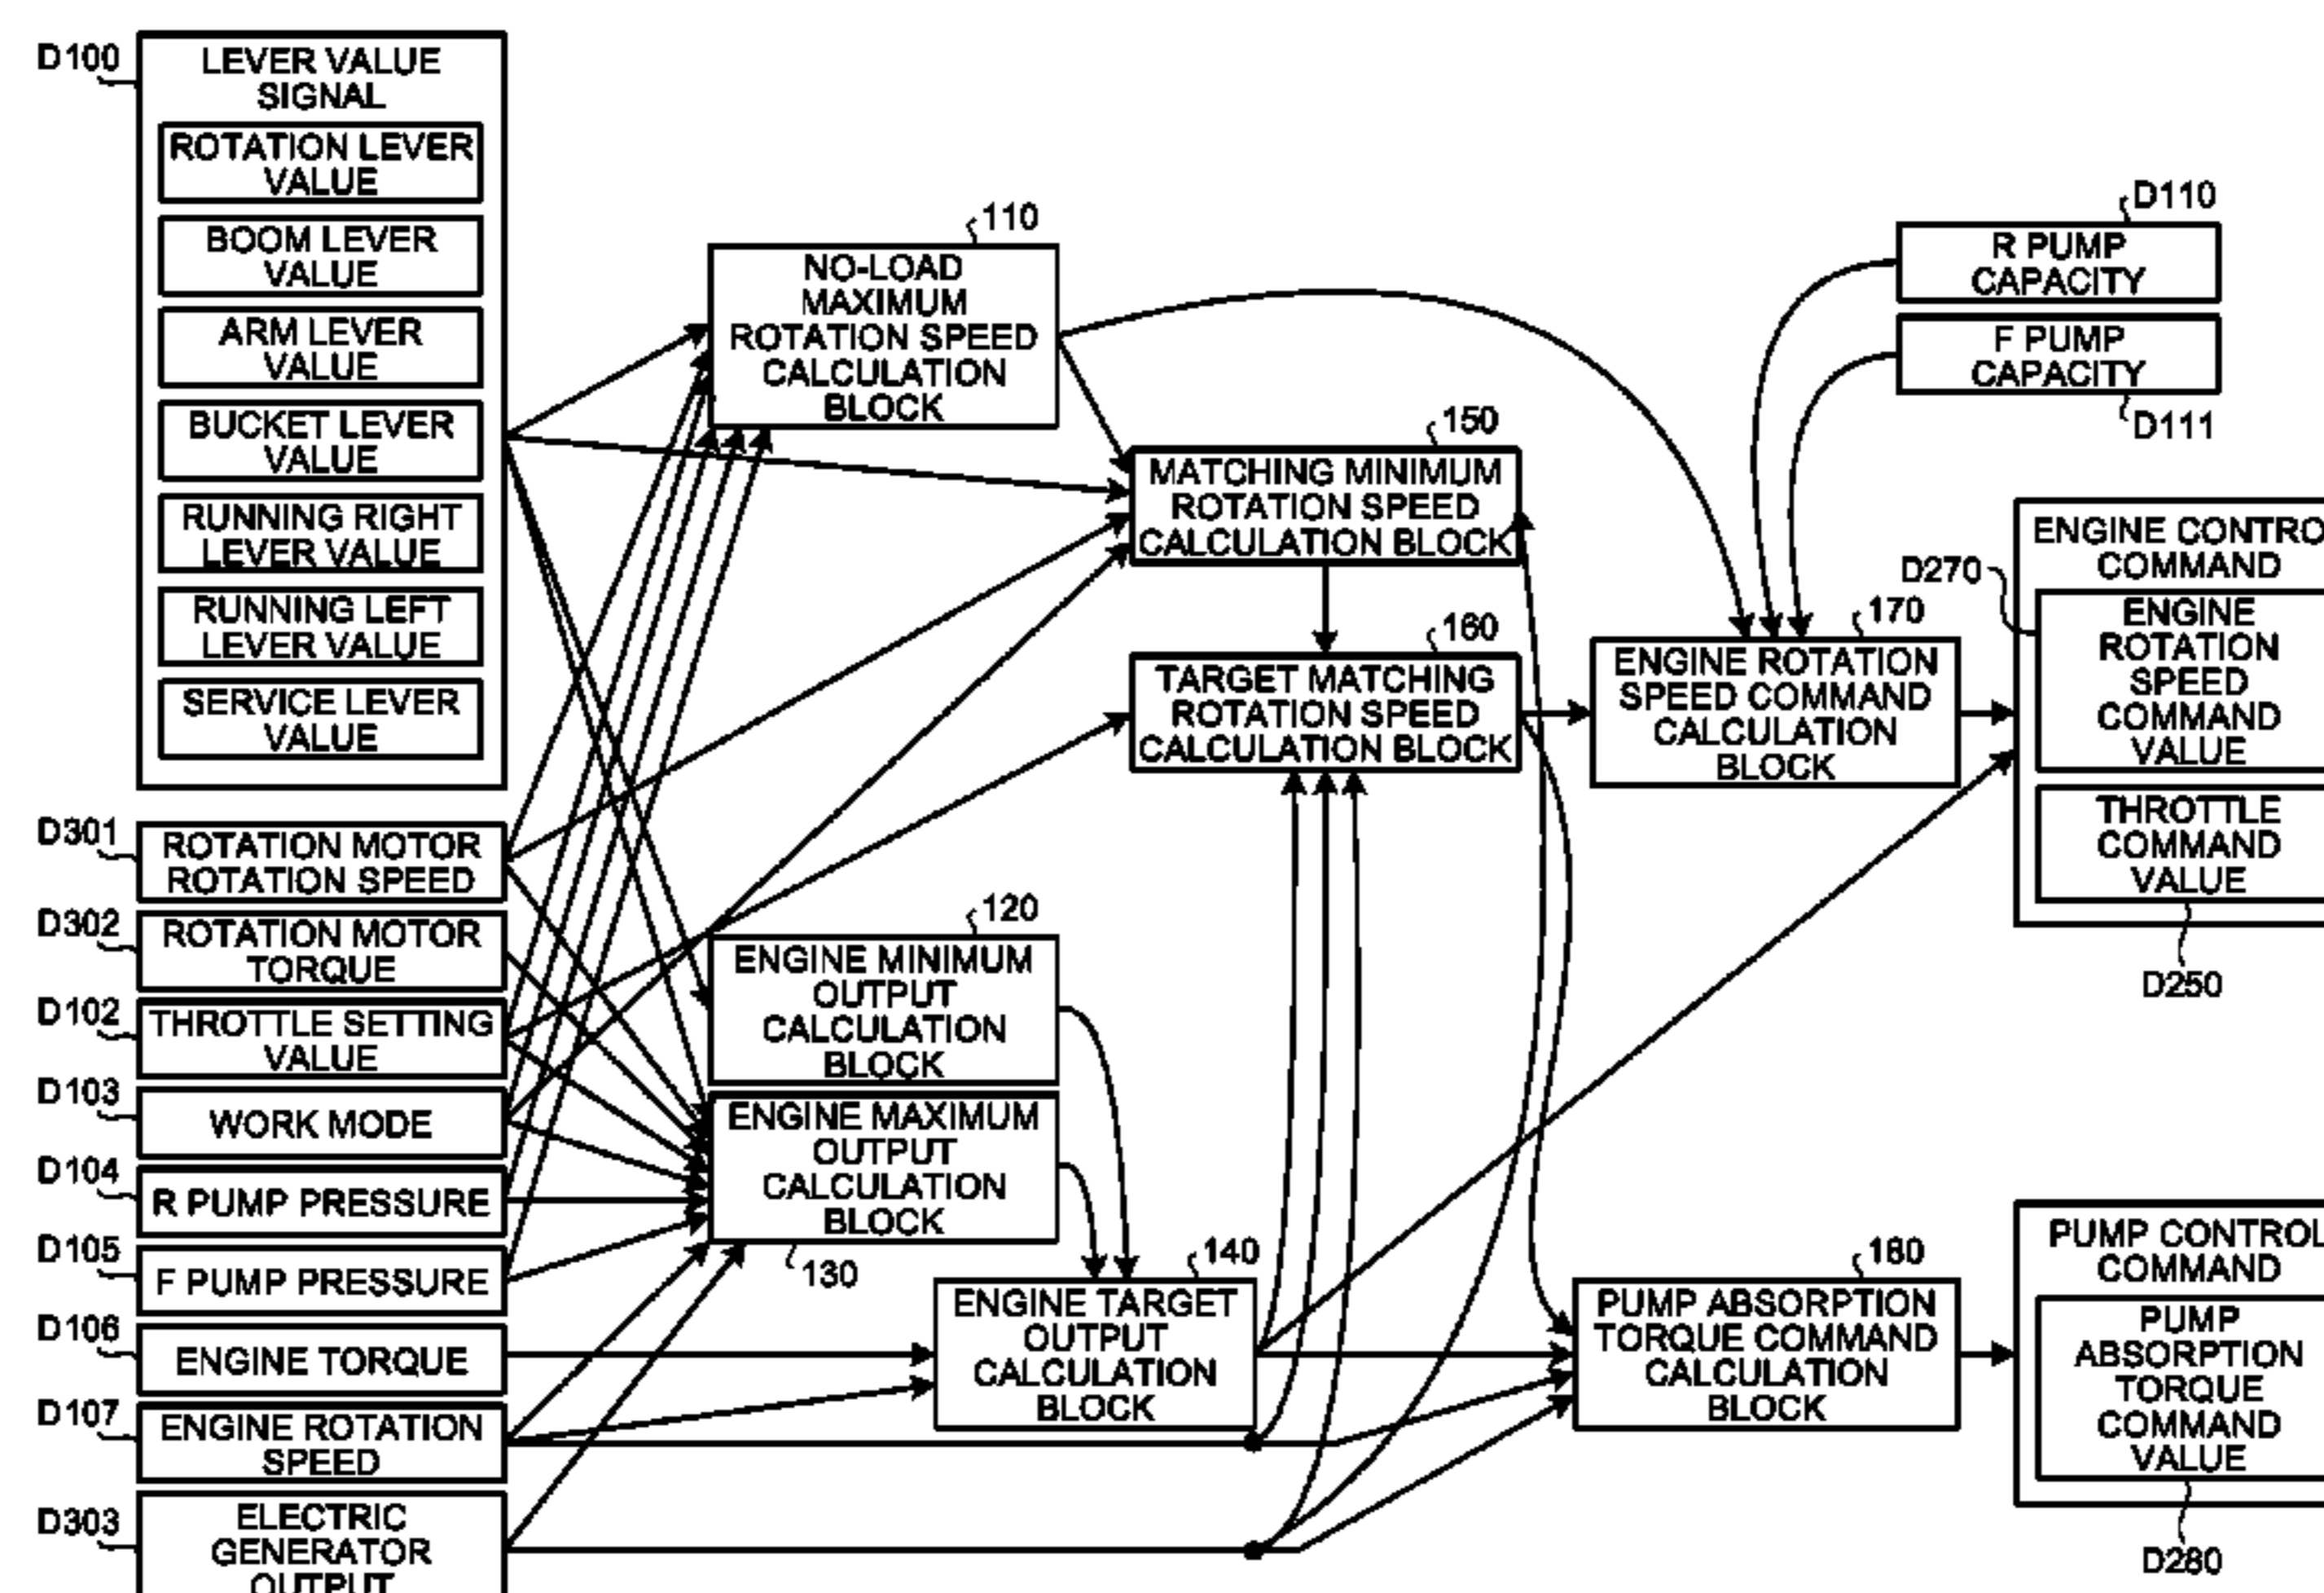 D100
LEVER VALUE
SIGNAL
ROTATION LEVER
VALUE
BOOM LEVER
VALUE
ARM LEVER
VALUE
BUCKET LEVER
VALUE
RUNNING RIGHT
LEVER VALUE
RUNNING LEFT
LEVER VALUE
SERVICE LEVER
VALUE
D301
ROTATION MOTOR
ROTATION SPEED
D302
ROTATION MOTOR
TORQUE
D102
THROTTLE SETTING
VALUE
D103
WORK MODE
D104
R PUMP PRESSURE
D105
F PUMP PRESSURE
D106
ENGINE TORQUE
D107
ENGINE ROTATION
SPEED
D303
ELECTRIC
GENERATOR
OUTPUT
110
NO-LOAD
MAXIMUM
ROTATION SPEED
CALCULATION
BLOCK
120
ENGINE MINIMUM
OUTPUT
CALCULATION
BLOCK
ENGINE MAXIMUM
OUTPUT
CALCULATION
BLOCK
130
140
ENGINE TARGET
OUTPUT
CALCULATION
BLOCK
150
MATCHING MINIMUM
ROTATION SPEED
CALCULATION BLOCK
160
TARGET MATCHING
ROTATION SPEED
CALCULATION BLOCK
D110
R PUMP
CAPACITY
F PUMP
CAPACITY
D111
170
ENGINE ROTATION
SPEED COMMAND
CALCULATION
BLOCK
180
PUMP ABSORPTION
TORQUE COMMAND
CALCULATION
BLOCK
ENGINE CONTRO
COMMAND
D270
ENGINE
ROTATION
SPEED
COMMAND
VALUE
THROTTLE
COMMAND
VALUE
D250
PUMP CONTROL
COMMAND
PUMP
ABSORPTION
TORQUE
COMMAND
VALUE
D280